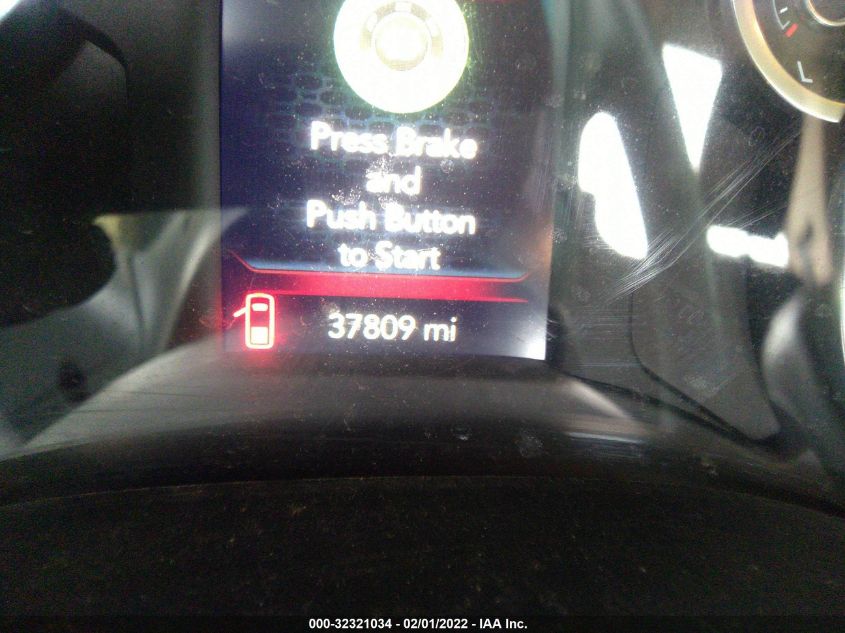 Press Brake
and
Push Button
to Start
37809 mi
L
000-32321034 - 02/01/2022 - IAA Inc.